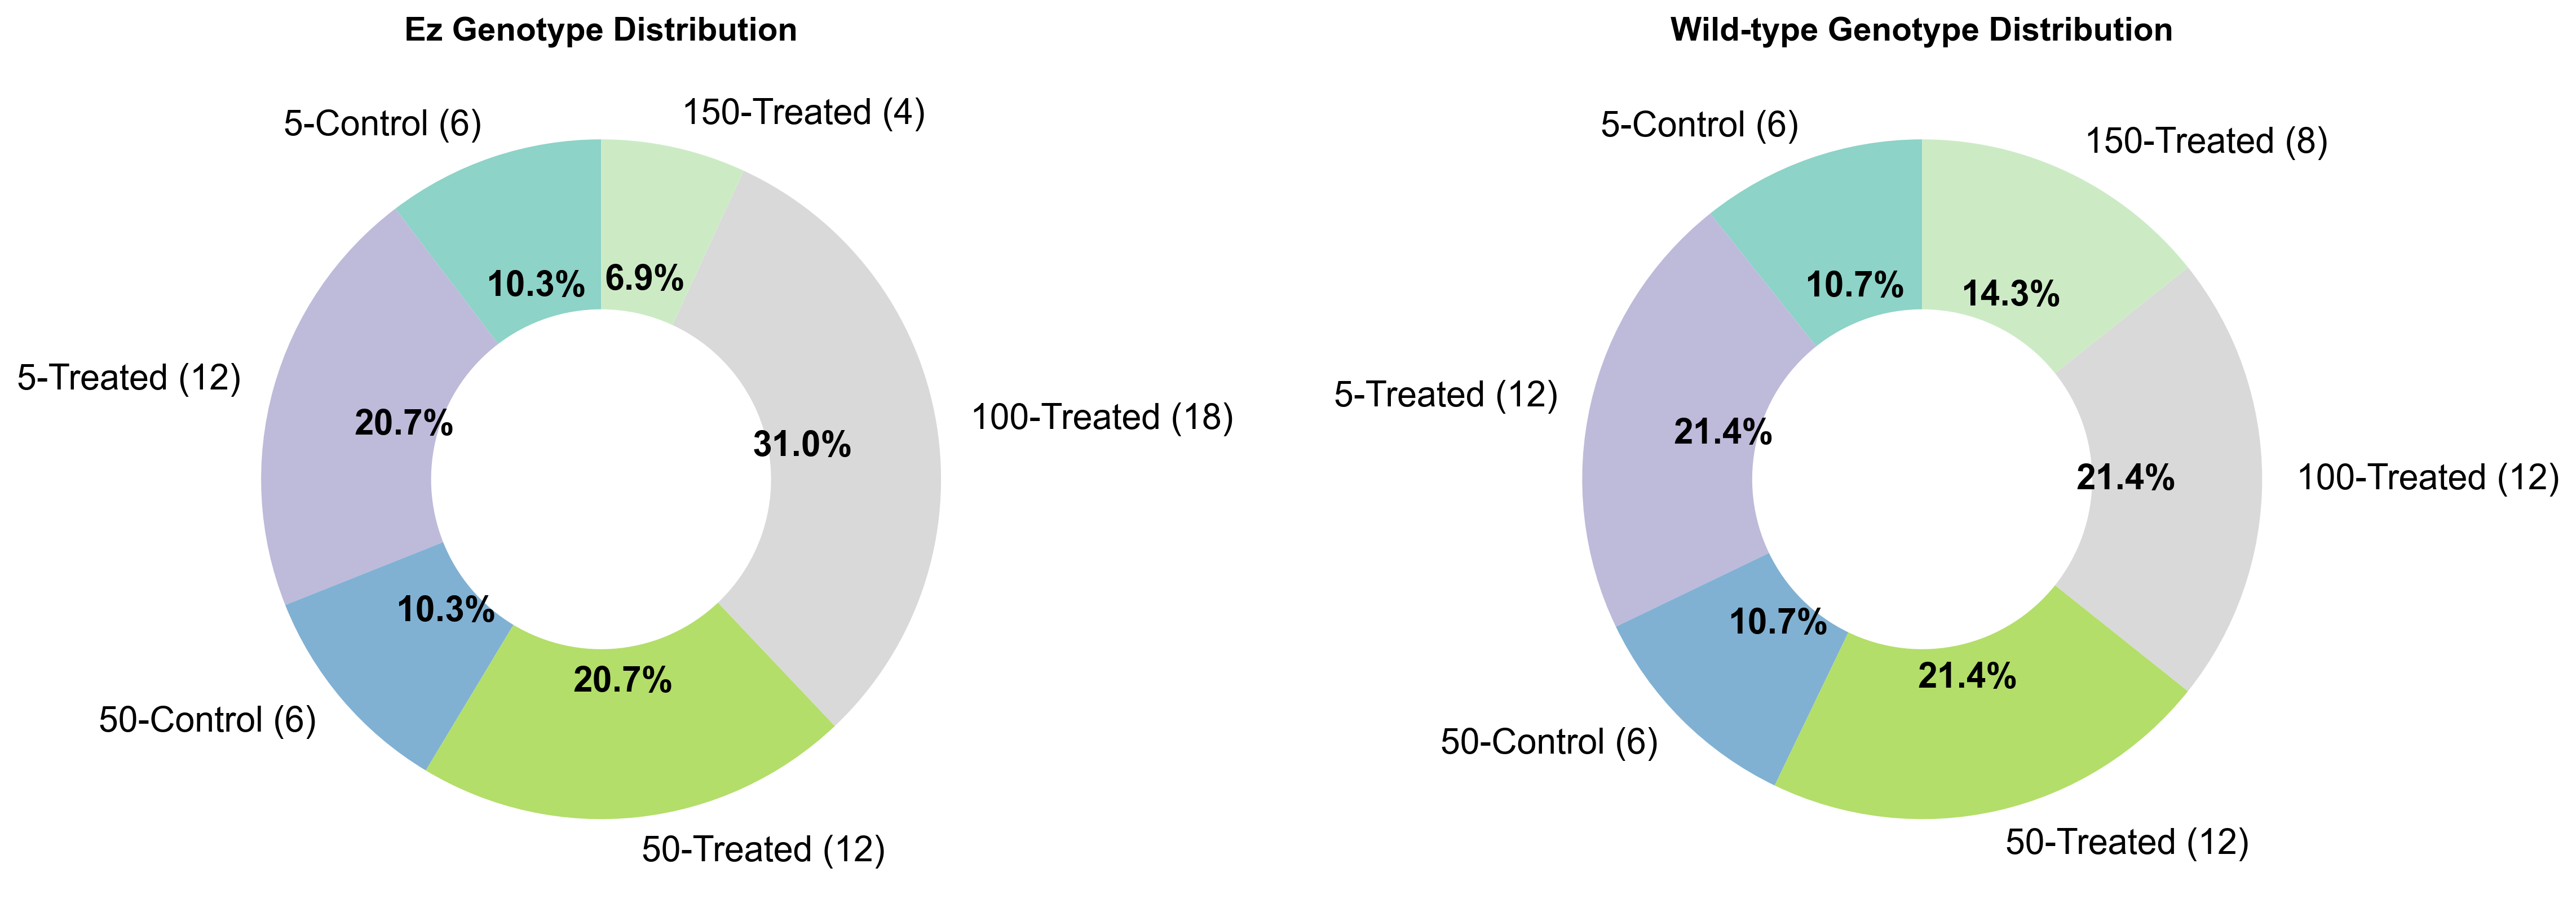 Ez Genotype Distribution
5-Control (6)
150-Treated (4)
10.3%
6.9%
5-Treated (12)
20.7%
100-Treated (18)
31.0%
50-Control (6)
10.3%
20.7%
50-Treated (12)
Wild-type Genotype Distribution
5-Control (6)
150-Treated (8)
10.7%
14.3%
5-Treated (12)
21.4%
100-Treated (12)
21.4%
50-Control (6)
10.7%
21.4%
50-Treated (12)